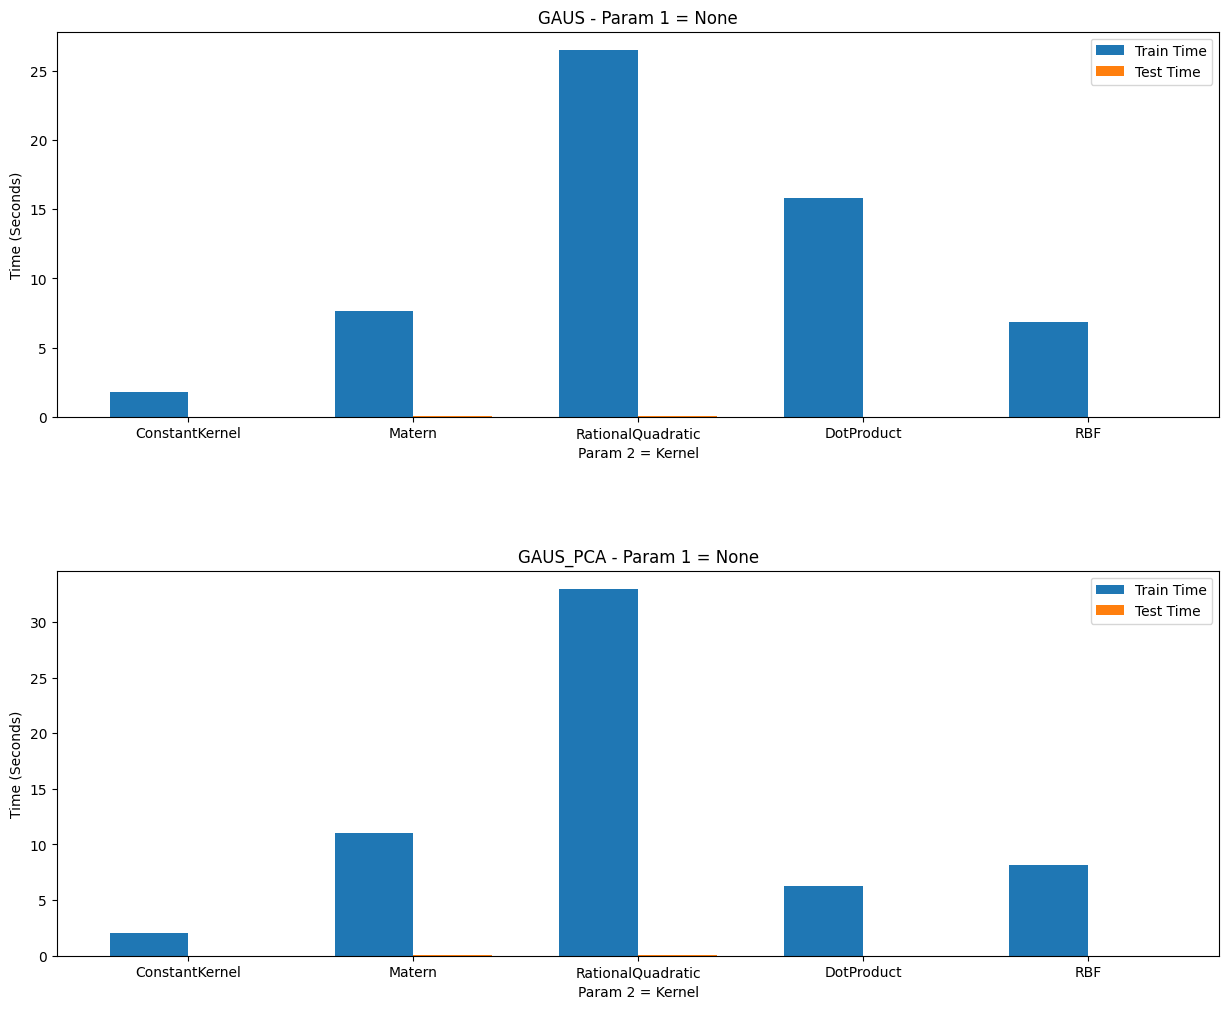 GAUS - Param 1 = None
Train Time
Test Time
Time (Seconds)
25
20
15
10
5
0
ConstantKernel Matern RationalQuadratic DotProduct RBF
Param 2 = Kernel
GAUS_PCA - Param 1 = None
Train Time
Test Time
Time (Seconds)
30
25
20
15
10
5
0
ConstantKernel Matern RationalQuadratic DotProduct RBF
Param 2 = Kernel